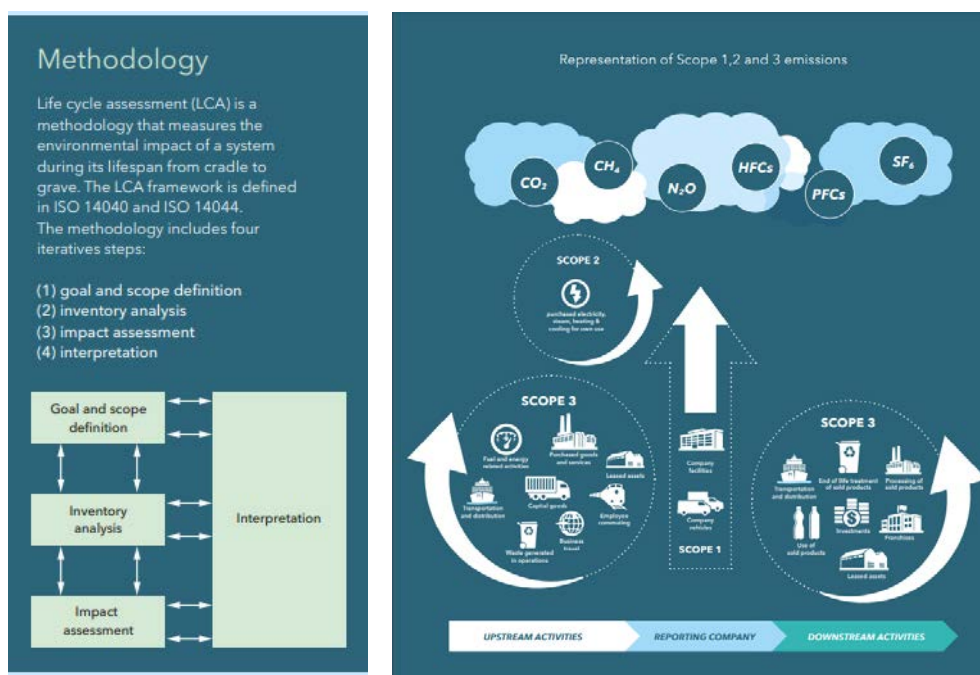 Methodology
Life cycle assessment (LCA) is a
methodology that measures the
environmental impact of a system
during its lifespan from cradle to
grave. The LCA framework is defined
in ISO 14040 and ISO 14044.
The methodology includes four
iteratives steps:
(1) goal and scope definition
(2) inventory analysis
(3) impact assessment
(4) interpretation
Goal and scope
definition
Inventory
analysis
Impact
assessment
Interpretation
Representation of Scope 1,2 and 3 emissions
CO₂
CH₄
N₂O
HFCs
PFCs
SF₆
SCOPE 2
purchased electricity,
steam, heating &
cooling for own use
SCOPE 3
Fuel and energy
related activities
Purchased goods
and services
Leased assets
Transportation
and distribution
Capital goods
Employee
commuting
Waste generated
in operations
Business
travel
Company
facilities
Company
vehicles
SCOPE 1
SCOPE 3
Transportation
and distribution
End of life treatment
of sold products
Processing of
sold products
Use of
sold products
Investments
Franchises
Leased assets
UPSTREAM ACTIVITIES
REPORTING COMPANY
DOWNSTREAM ACTIVITIES